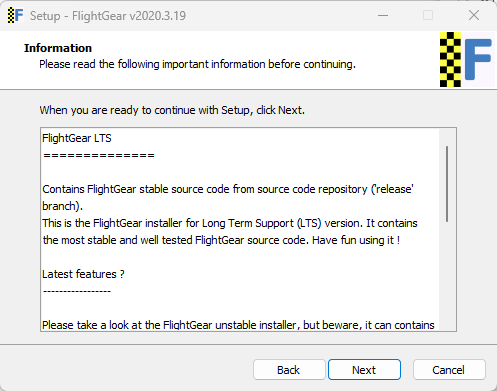 Setup - FlightGear v2020.3.19
Information
Please read the following important information before continuing.
F
When you are ready to continue with Setup, click Next.
FlightGear LTS
==============
Contains FlightGear stable source code from source code repository ('release'
branch).
This is the FlightGear installer for Long Term Support (LTS) version. It contains
the most stable and well tested FlightGear source code. Have fun using it !
Latest features ?
-----------------
Please take a look at the FlightGear unstable installer, but beware, it can contains
Back
Next
Cancel